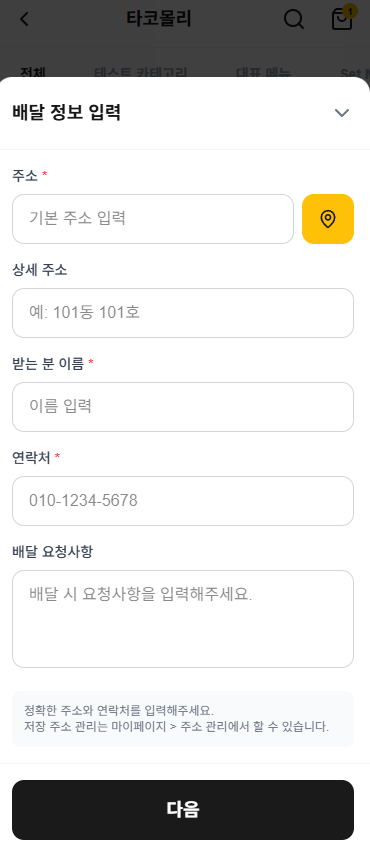 타코몰리
1
전체 테스트 카테고리 대표 메뉴 Set
배달 정보 입력
주소 *
기본 주소 입력
상세 주소
예: 101동 101호
받는 분 이름 *
이름 입력
연락처 *
010-1234-5678
배달 요청사항
배달 시 요청사항을 입력해주세요.
정확한 주소와 연락처를 입력해주세요.
저장 주소 관리는 마이페이지 > 주소 관리에서 할 수 있습니다.
다음